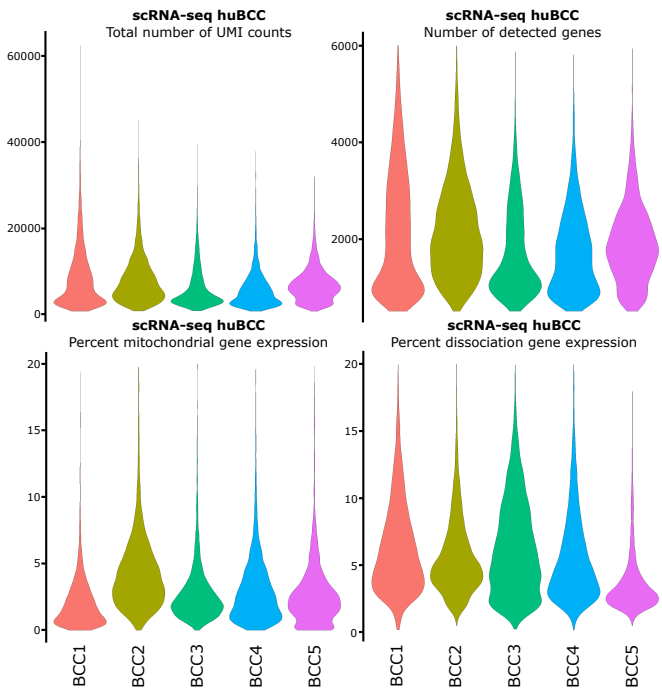 scRNA-seq huBCC
Total number of UMI counts
60000
40000
20000
0
scRNA-seq huBCC
Number of detected genes
6000
4000
2000
scRNA-seq huBCC
Percent mitochondrial gene expression
20
15
10
5
0
BCC1
BCC2
BCC3
BCC4
BCC5
scRNA-seq huBCC
Percent dissociation gene expression
20
15
10
5
0
BCC1
BCC2
BCC3
BCC4
BCC5